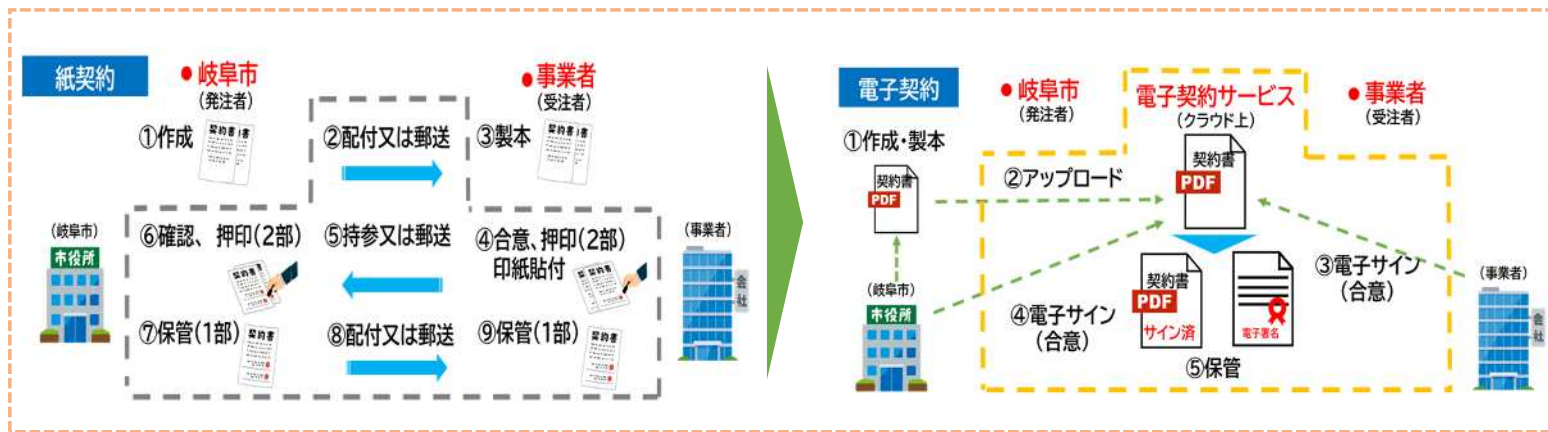 紙契約
● 岐阜市
(発注者)
● 事業者
(受注者)
①作成
契約書
②配付又は郵送
③製本
契約書
(岐阜市)
市役所
⑥確認、押印(2部)
契約書
⑤持参又は郵送
④合意、押印(2部)
印紙貼付
契約書
(事業者)
会社
⑦保管(1部)
契約書
⑧配付又は郵送
⑨保管(1部)
契約書
電子契約
● 岐阜市
(発注者)
電子契約サービス
(クラウド上)
● 事業者
(受注者)
①作成・製本
契約書
PDF
②アップロード
契約書
PDF
(岐阜市)
市役所
④電子サイン
(合意)
契約書
PDF
サイン済
電子署名
⑤保管
③電子サイン
(合意)
(事業者)
会社